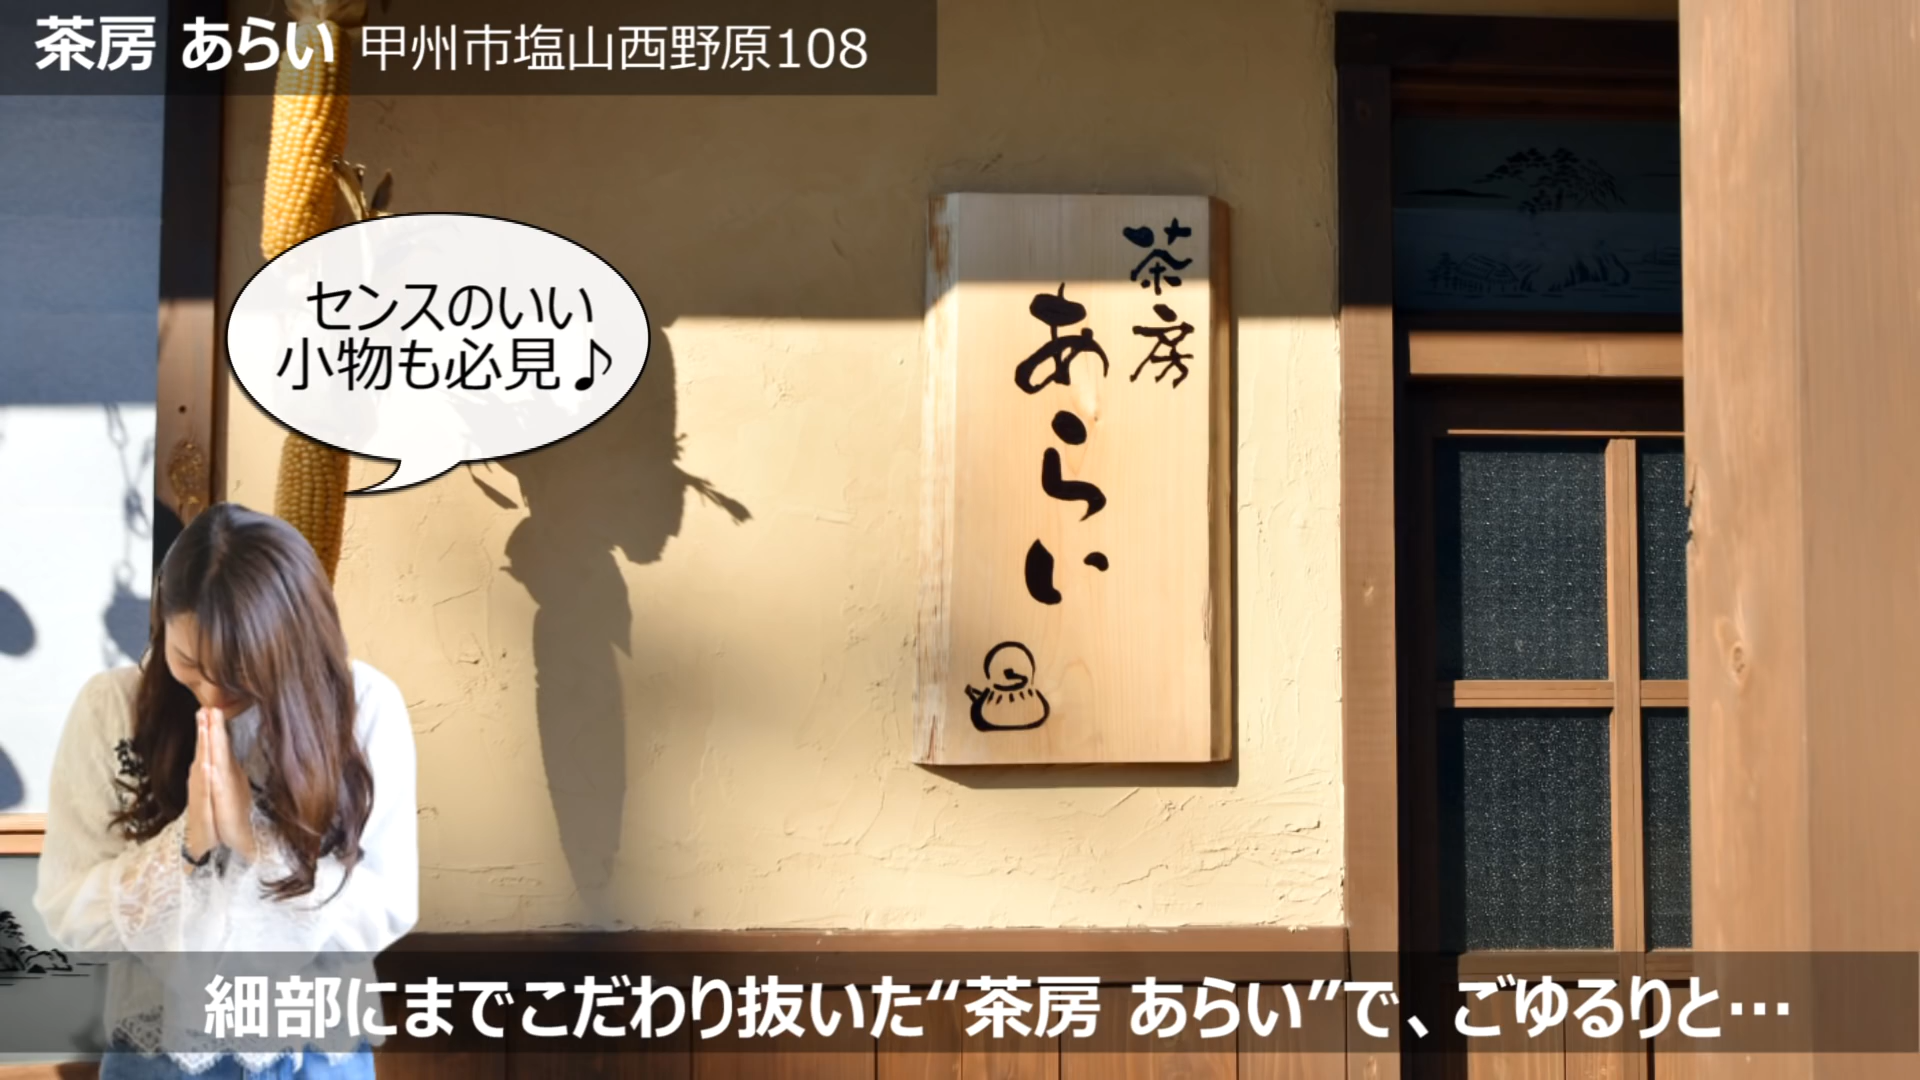 茶房 あらい 甲州市塩山西野原108
センスのいい
小物も必見♪
茶房
あらい
細部にまでこだわり抜いた“茶房 あらい”で、ごゆるりと…